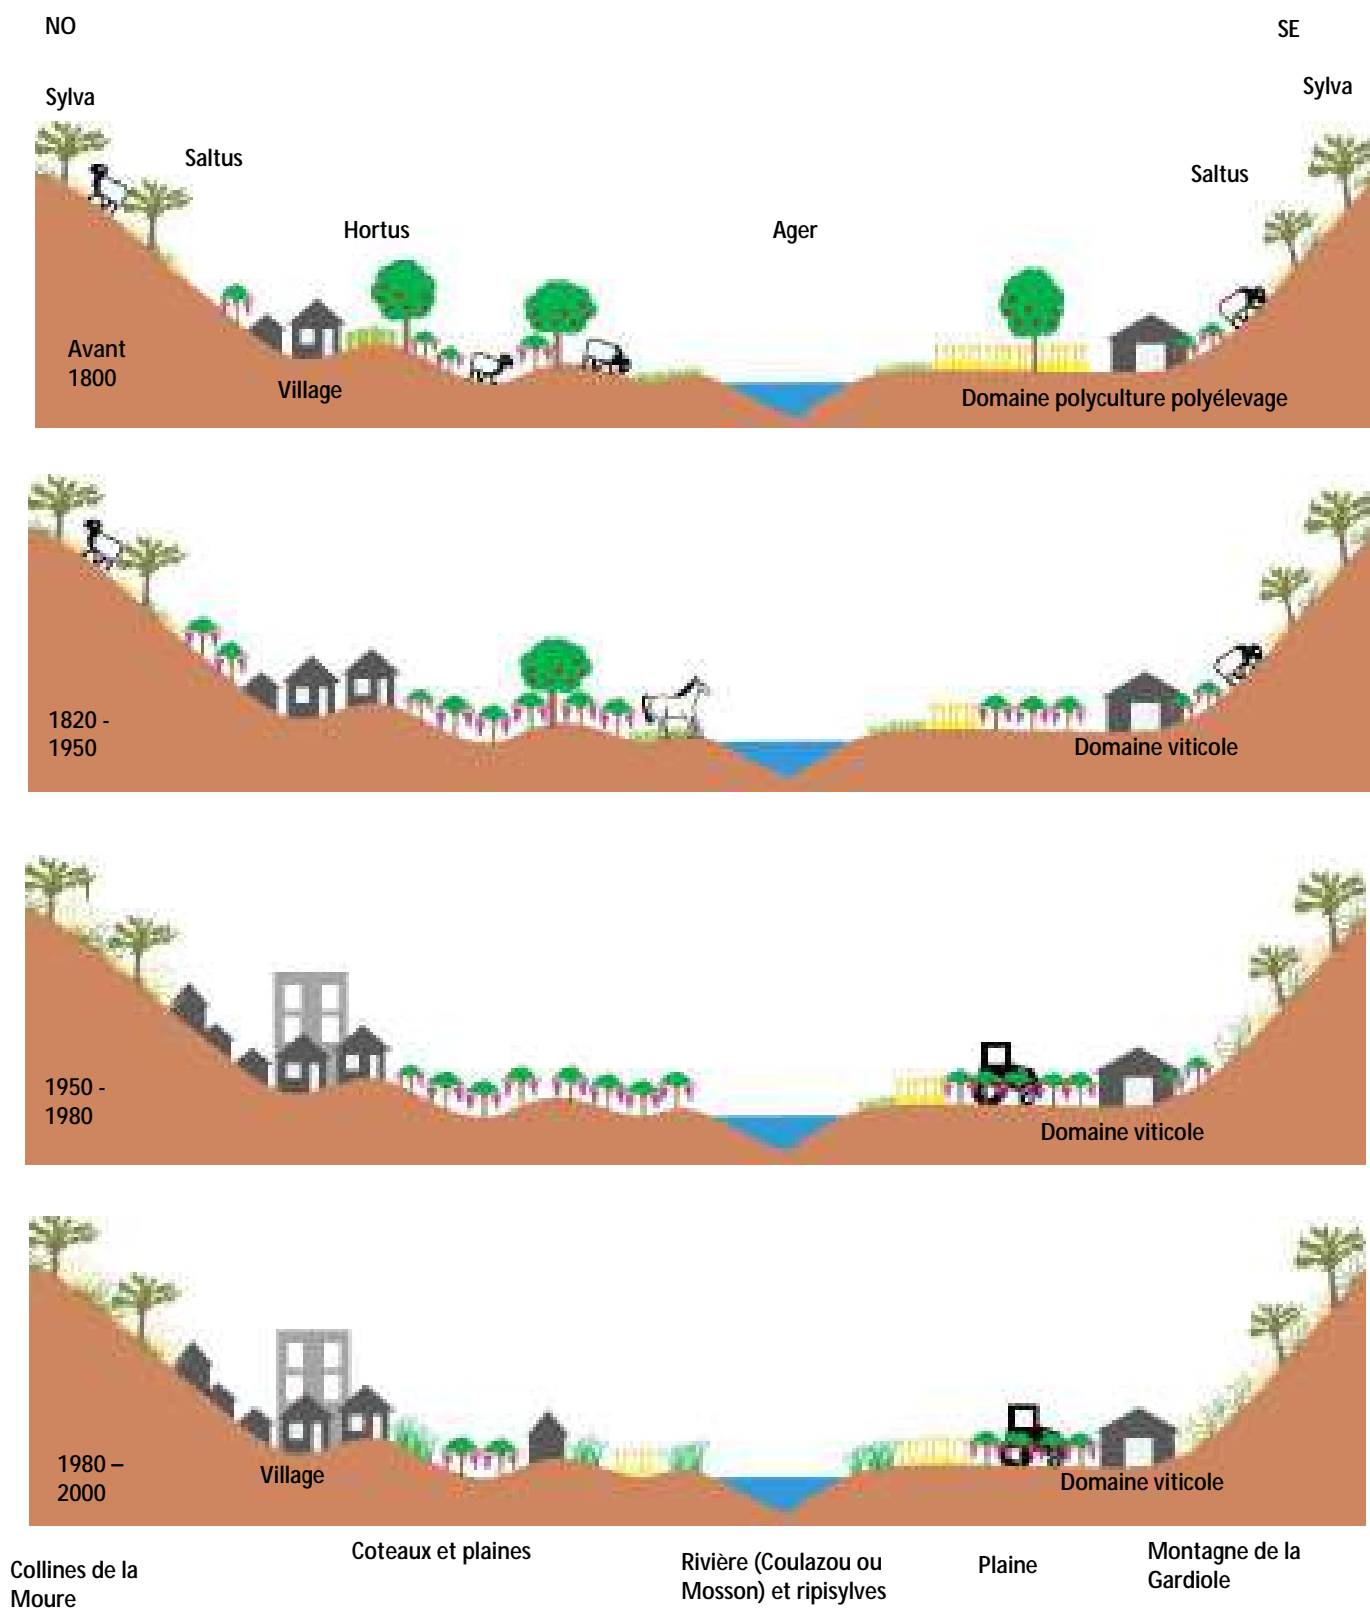 NO
SE
Sylva
Sylva
Saltus
Saltus
Hortus
Ager
Avant
1800
Village
Domaine polyculture polyélevage
1820 -
1950
Domaine viticole
1950 -
1980
Domaine viticole
1980 –
2000
Village
Domaine viticole
Collines de la
Moure
Coteaux et plaines
Rivière (Coulazou ou
Mosson) et ripisylves
Plaine
Montagne de la
Gardiole